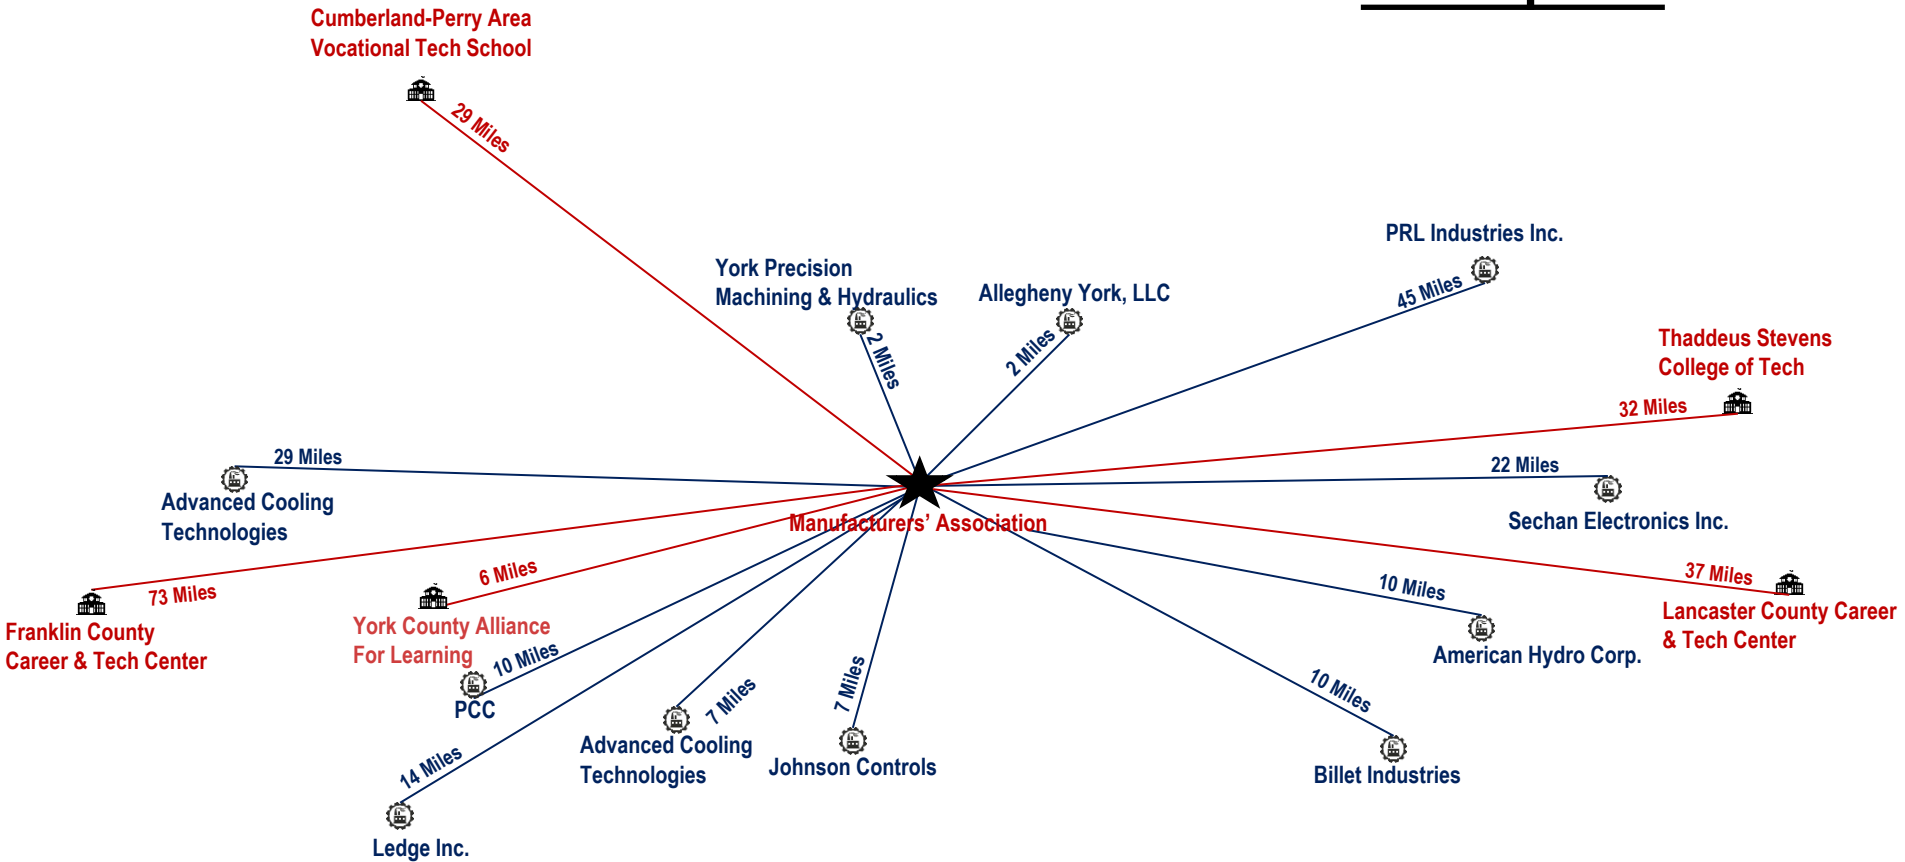 Cumberland-Perry Area
Vocational Tech School
29 Miles
PRL Industries Inc.
45 Miles
York Precision
Machining & Hydraulics
2 Miles
Allegheny York, LLC
2 Miles
Thaddeus Stevens
College of Tech
32 Miles
29 Miles
Advanced Cooling
Technologies
22 Miles
Sechan Electronics Inc.
Manufacturers’ Association
73 Miles
Franklin County
Career & Tech Center
6 Miles
York County Alliance
For Learning
10 Miles
PCC
14 Miles
Ledge Inc.
7 Miles
Advanced Cooling
Technologies
7 Miles
Johnson Controls
10 Miles
Billet Industries
10 Miles
American Hydro Corp.
37 Miles
Lancaster County Career
& Tech Center